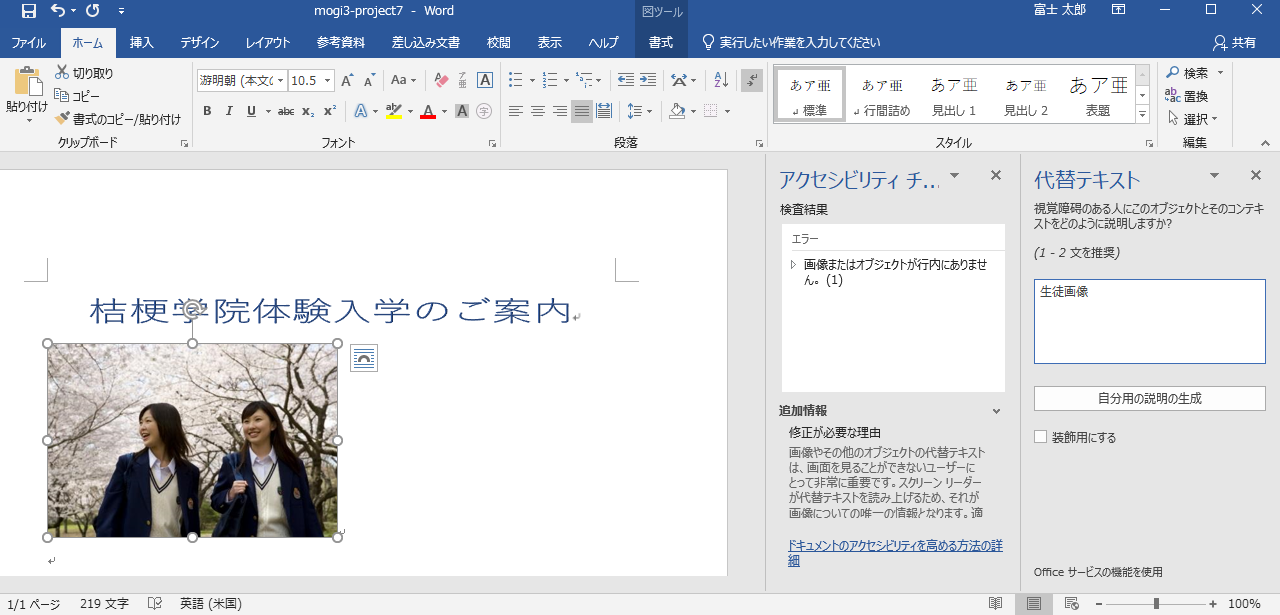 mogi3-project7 - Word
図ツール
富士 太郎
ファイル ホーム 挿入 デザイン レイアウト 参考資料 差し込み文書 校閲 表示 ヘルプ 書式 実行したい作業を入力してください 共有
貼り付け
切り取り
コピー
書式のコピー/貼り付け
クリップボード
游明朝 (本文の 10.5 A A Aa A
B I U abc x₂ x² A ab A A 字
フォント
段落
あア亜 あア亜 あア亜 あア亜 あア亜
↲ 標準 ↲ 行間詰め 見出し 1 見出し 2 表題
スタイル
検索
置換
選択
編集
桔梗学院体験入学のご案内
アクセシビリティ チ...
検査結果
エラー
画像またはオブジェクトが行内にありませ
ん。 (1)
追加情報
修正が必要な理由
画像やその他のオブジェクトの代替テキスト
は、画面を見ることができないユーザーに
とって非常に重要です。スクリーン リーダー
が代替テキストを読み上げるため、それが
画像についての唯一の情報となります。適
ドキュメントのアクセシビリティを高める方法の詳
細
代替テキスト
視覚障碍のある人にこのオブジェクトとそのコンテキ
ストをどのように説明しますか?
(1 - 2 文を推奨)
生徒画像
自分用の説明の生成
装飾用にする
Office サービスの機能を使用
1/1 ページ 219 文字 英語 (米国) 100%